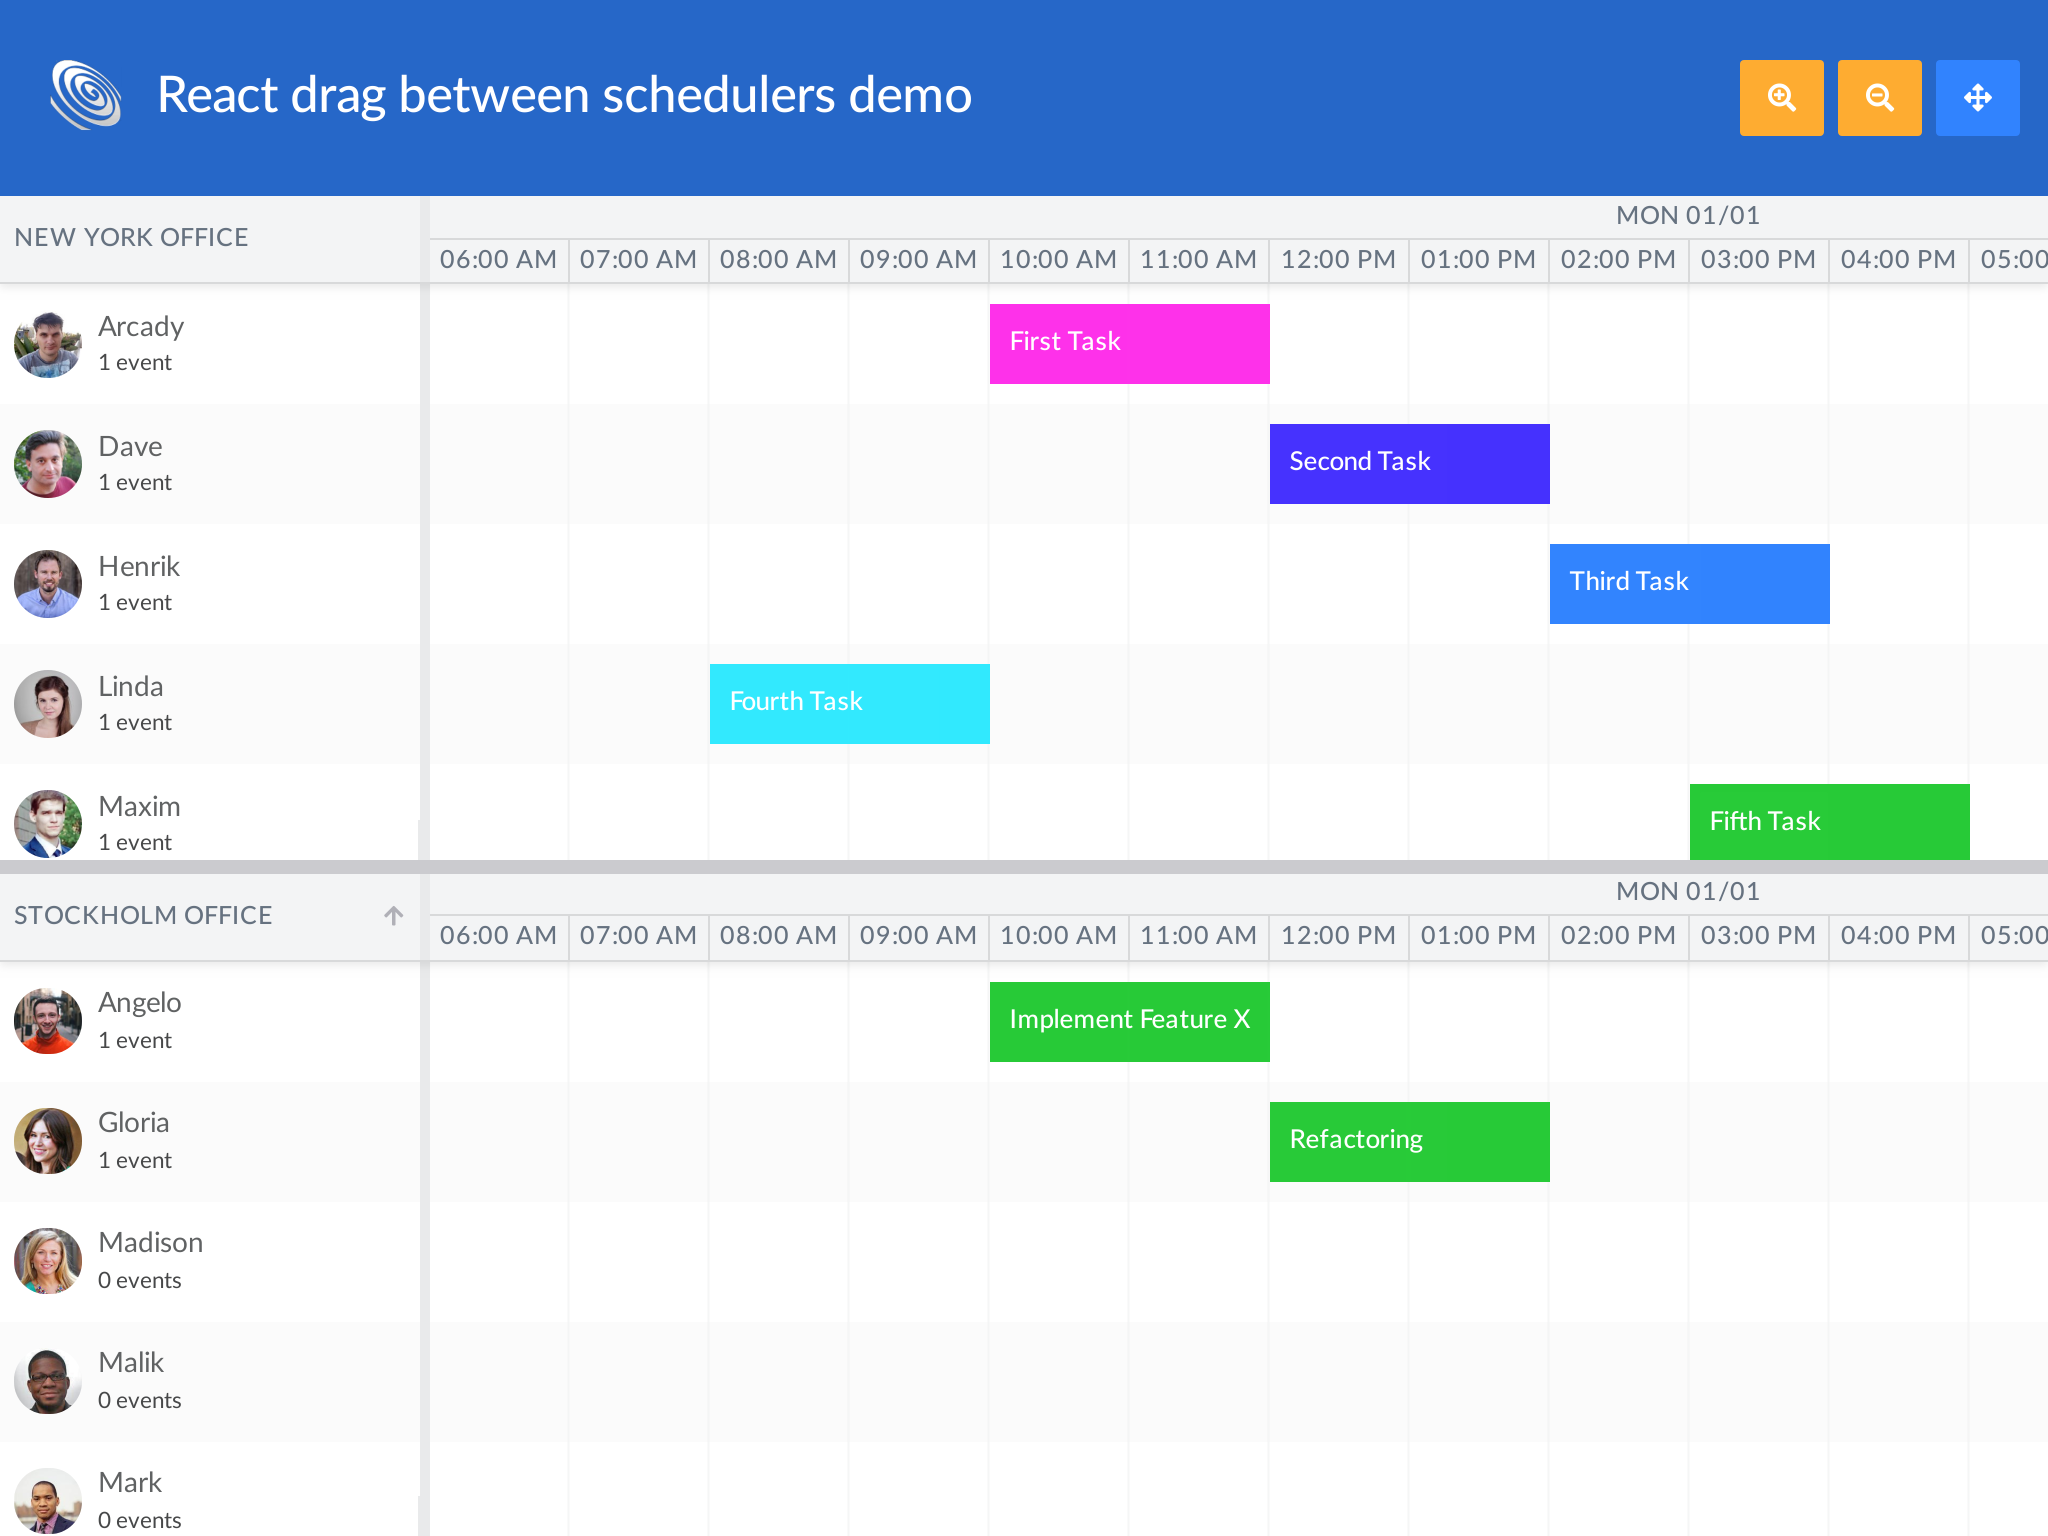 React drag between schedulers demo
NEW YORK OFFICE
MON 01/01
06:00 AM 07:00 AM 08:00 AM 09:00 AM 10:00 AM 11:00 AM 12:00 PM 01:00 PM 02:00 PM 03:00 PM 04:00 PM 05:00
Arcady
1 event
First Task
Dave
1 event
Second Task
Henrik
1 event
Third Task
Linda
1 event
Fourth Task
Maxim
1 event
Fifth Task
STOCKHOLM OFFICE
MON 01/01
06:00 AM 07:00 AM 08:00 AM 09:00 AM 10:00 AM 11:00 AM 12:00 PM 01:00 PM 02:00 PM 03:00 PM 04:00 PM 05:00
Angelo
1 event
Implement Feature X
Gloria
1 event
Refactoring
Madison
0 events
Malik
0 events
Mark
0 events